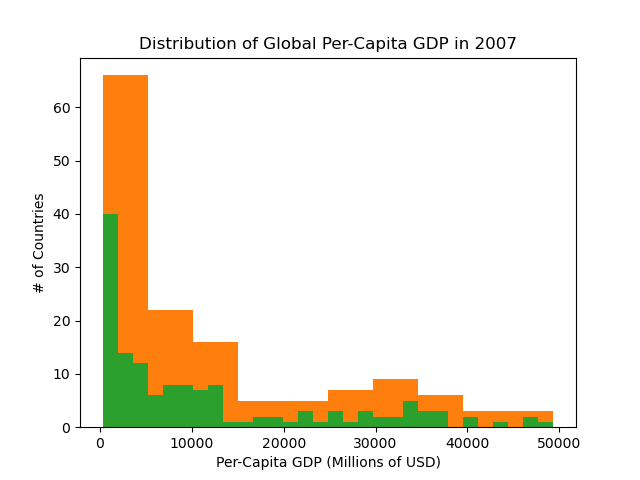 Distribution of Global Per-Capita GDP in 2007
# of Countries
60
50
40
30
20
10
0
0 10000 20000 30000 40000 50000
Per-Capita GDP (Millions of USD)